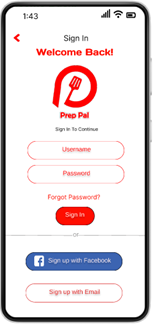 1:43
Sign In
Welcome Back!
Prep Pal
Sign In To Continue
Username
Password
Forgot Password?
Sign In
or
Sign up with Facebook
Sign up with Email